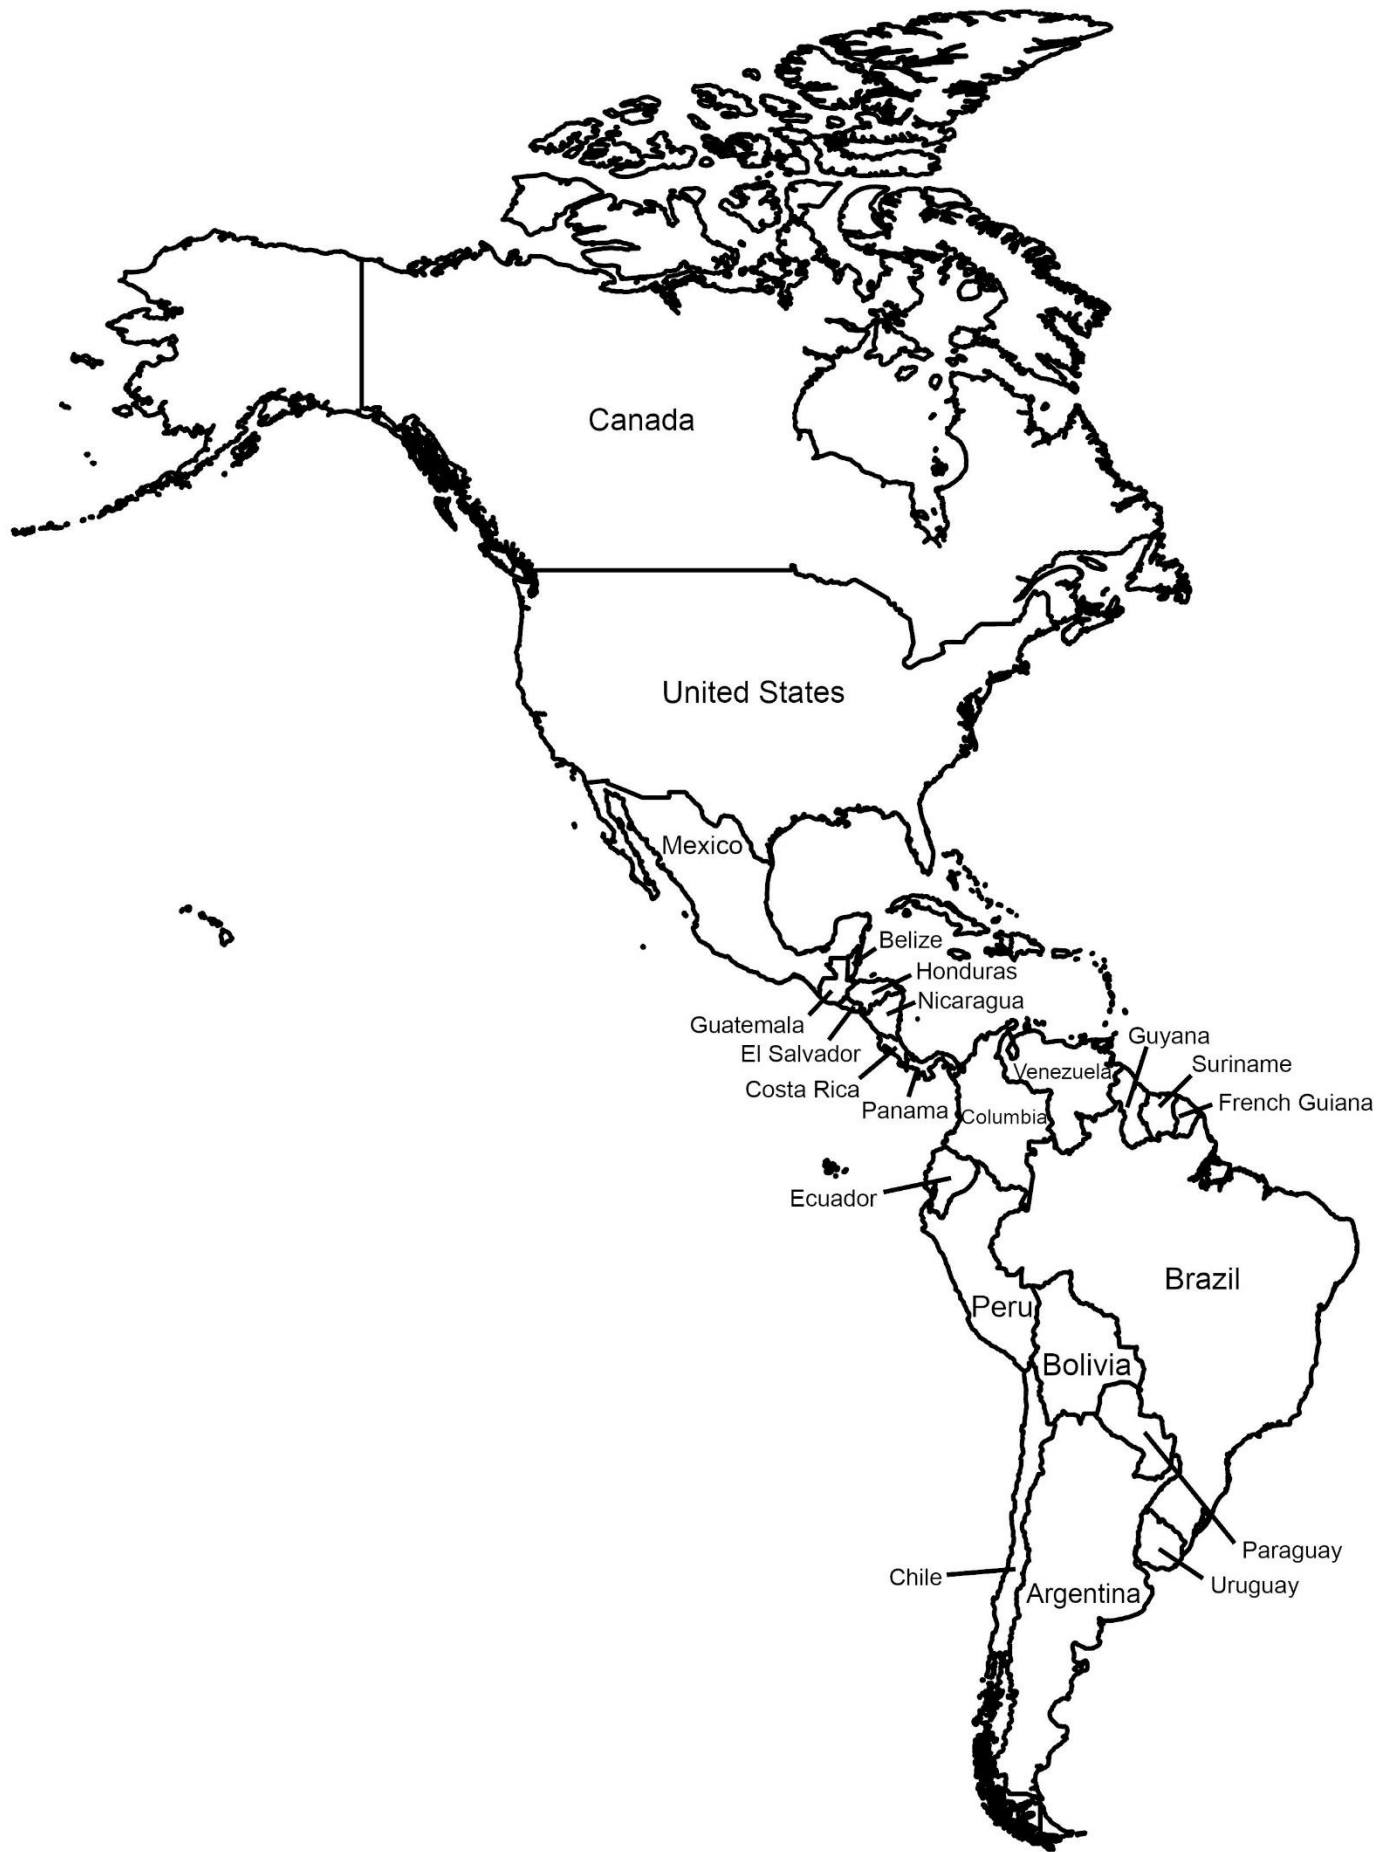 Canada
United States
Mexico
Belize
Honduras
Nicaragua
Guatemala
El Salvador
Costa Rica
Panama
Guyana
Suriname
French Guiana
Venezuela
Columbia
Ecuador
Brazil
Peru
Bolivia
Paraguay
Uruguay
Chile
Argentina